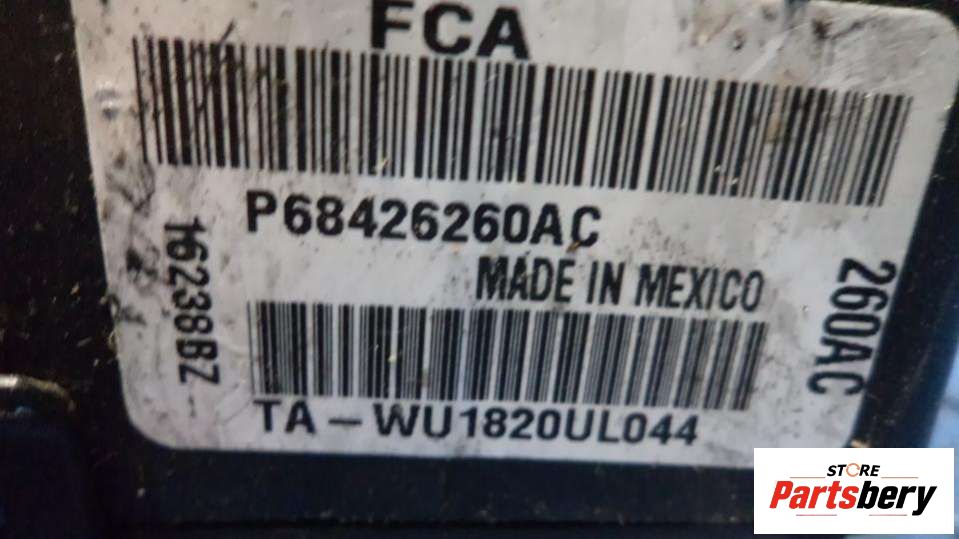 FCA
P68426260AC
MADE IN MEXICO
16238BZ
260AC
TA-WU1820UL044
STORE
Partsbery